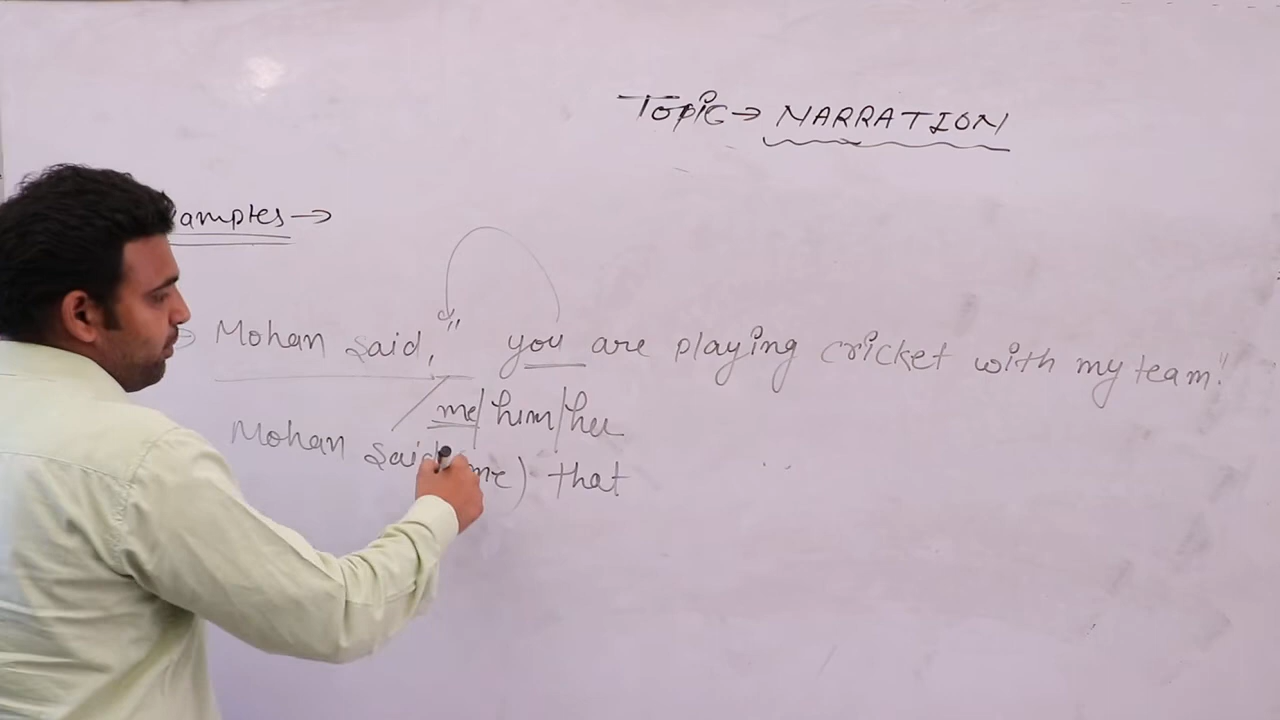 Topic → NARRATION
amples →
Mohan said, " you are playing cricket with my team."
me/him/her
Mohan said me) that